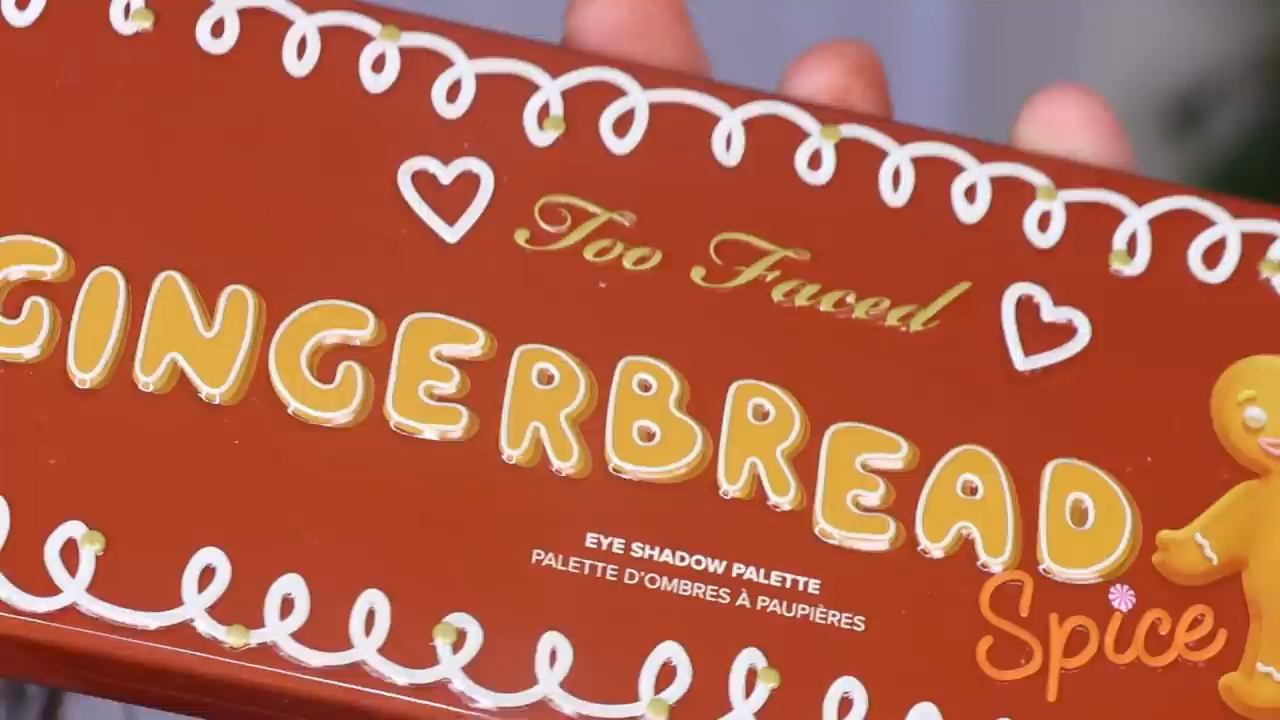 Too Faced
GINGERBREAD
Spice
EYE SHADOW PALETTE
PALETTE D'OMBRES À PAUPIÈRES